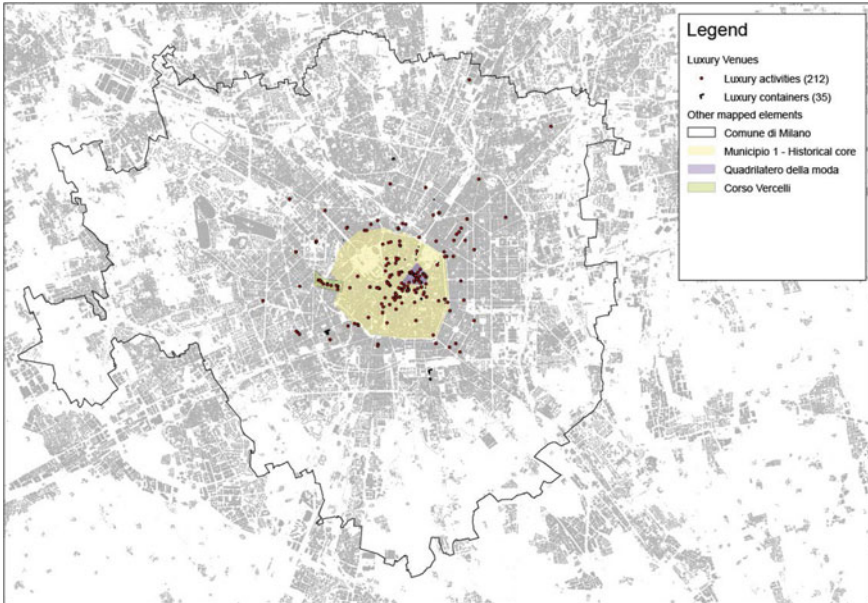 Legend
Luxury Venues
Luxury activities (212)
Luxury containers (35)
Other mapped elements
Comune di Milano
Municipio 1 - Historical core
Quadrilatero della moda
Corso Vercelli